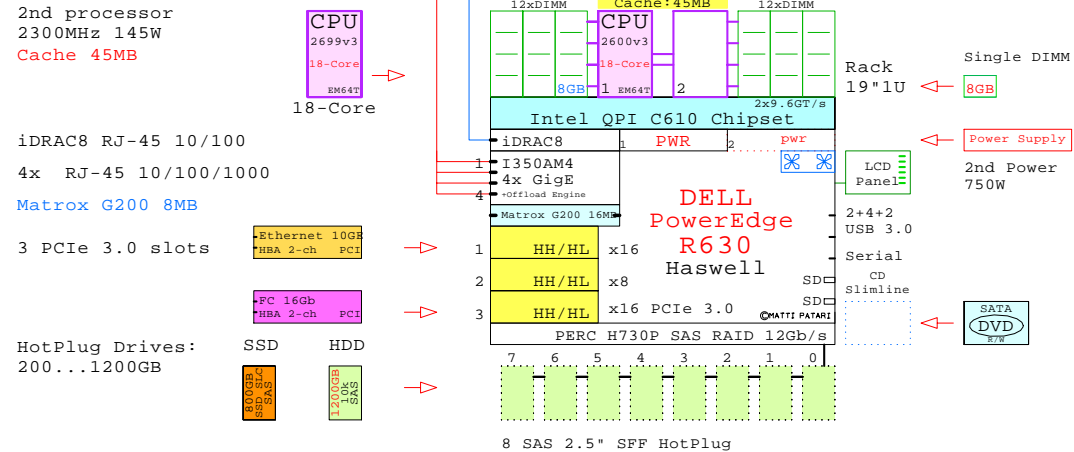 12xDIMM
Cache:45MB
12xDIMM
2nd processor
2300MHz 145W
Cache 45MB
CPU
2699v3
18-Core
EM64T
18-Core
CPU
2600v3
18-Core
8GB
1 EM64T
2
2x9.6GT/s
Rack
19"1U
Single DIMM
8GB
Intel QPI C610 Chipset
iDRAC8 RJ-45 10/100
iDRAC8
1
PWR
2
pwr
Power Supply
2nd Power
750W
4x RJ-45 10/100/1000
1
I350AM4
4x GigE
4
+Offload Engine
LCD
Panel
Matrox G200 8MB
Matrox G200 16MB
DELL
PowerEdge
R630
Haswell
2+4+2
USB 3.0
Serial
3 PCIe 3.0 slots
Ethernet 10GB
HBA 2-ch PCI
1
HH/HL
x16
2
HH/HL
x8
SD
CD
Slimline
FC 16Gb
HBA 2-ch PCI
3
HH/HL
x16 PCIe 3.0
SD
©MATTI PATARI
SATA
DVD
R/W
PERC H730P SAS RAID 12Gb/s
HotPlug Drives:
200...1200GB
SSD
HDD
7 6 5 4 3 2 1 0
800GB
SSD SLC
SAS
1200GB
10k
SAS
8 SAS 2.5" SFF HotPlug